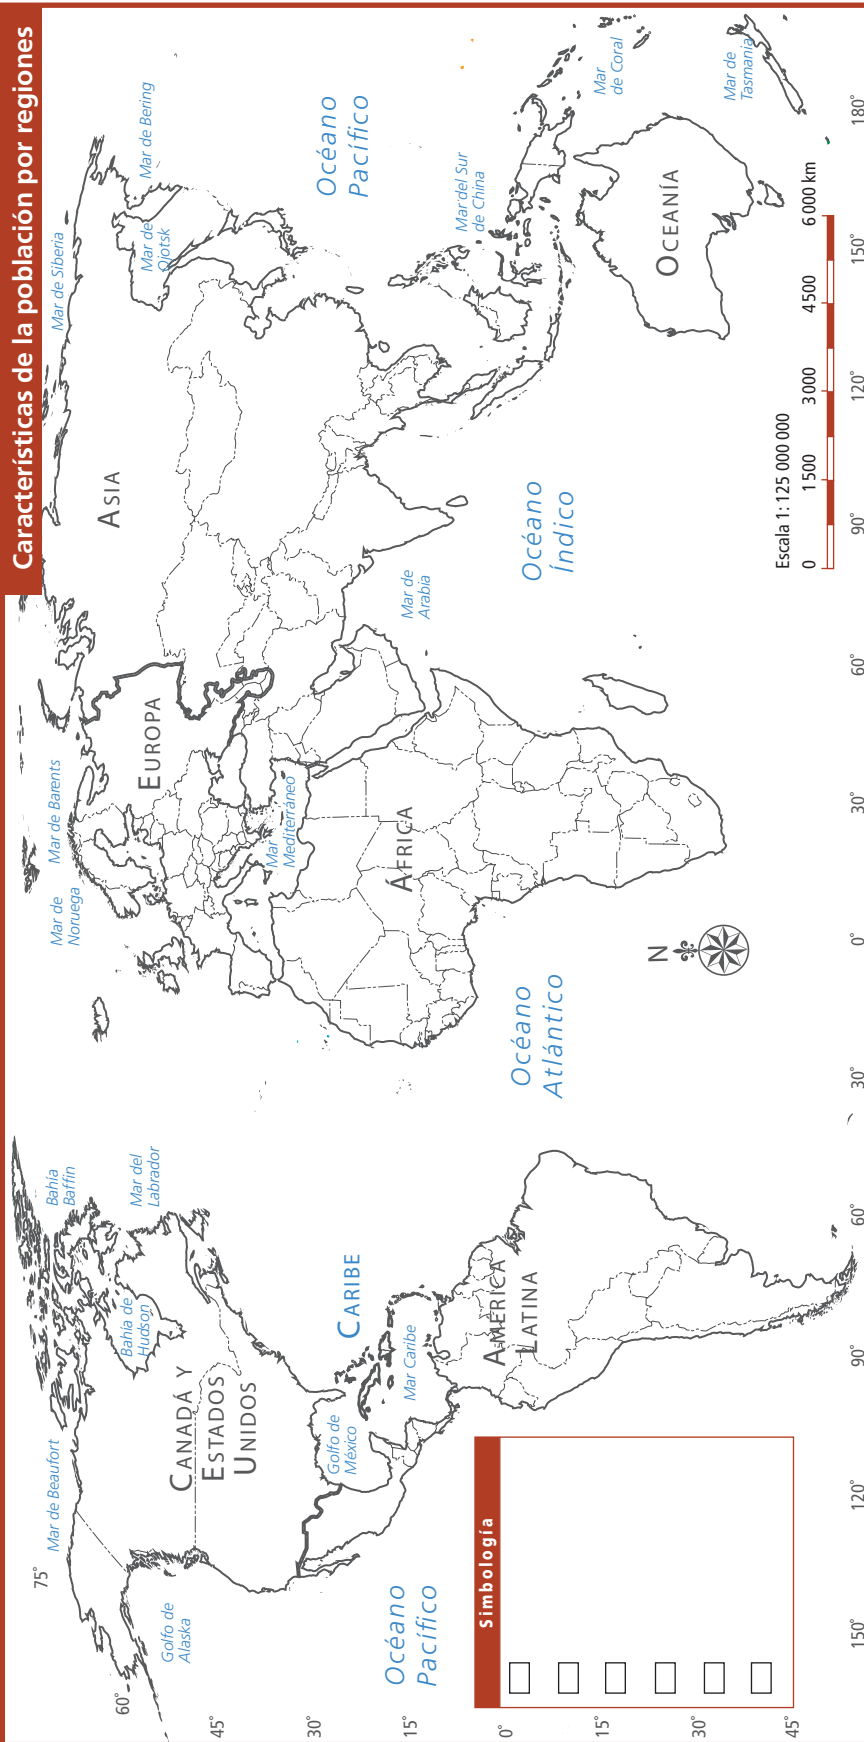 Características de la población por regiones
Mar de Siberia
Mar de Bering
Mar de
Ojotsk
Océano
Pacífico
Mar de Barents
Mar de
Noruega
Bahía
Baffin
Mar del
Labrador
Bahía de
Hudson
Mar de Beaufort
Golfo de
Alaska
CANADÁ Y
ESTADOS
UNIDOS
EUROPA
ASIA
Mar
Mediterráneo
Golfo de
México
CARIBE
Mar Caribe
Océano
Pacífico
AMÉRICA
LATINA
Océano
Atlántico
ÁFRICA
Mar de
Arabia
Océano
Índico
Mar del Sur
de China
Mar
de Coral
Mar de
Tasmania
OCEANÍA
N
Simbología
Escala 1: 125 000 000
0 1 500 3000 4500 6 000 km
75°
60°
45°
30°
15°
0°
15°
30°
45°
150° 120° 90° 60° 30° 0° 30° 60° 90° 120° 150° 180°